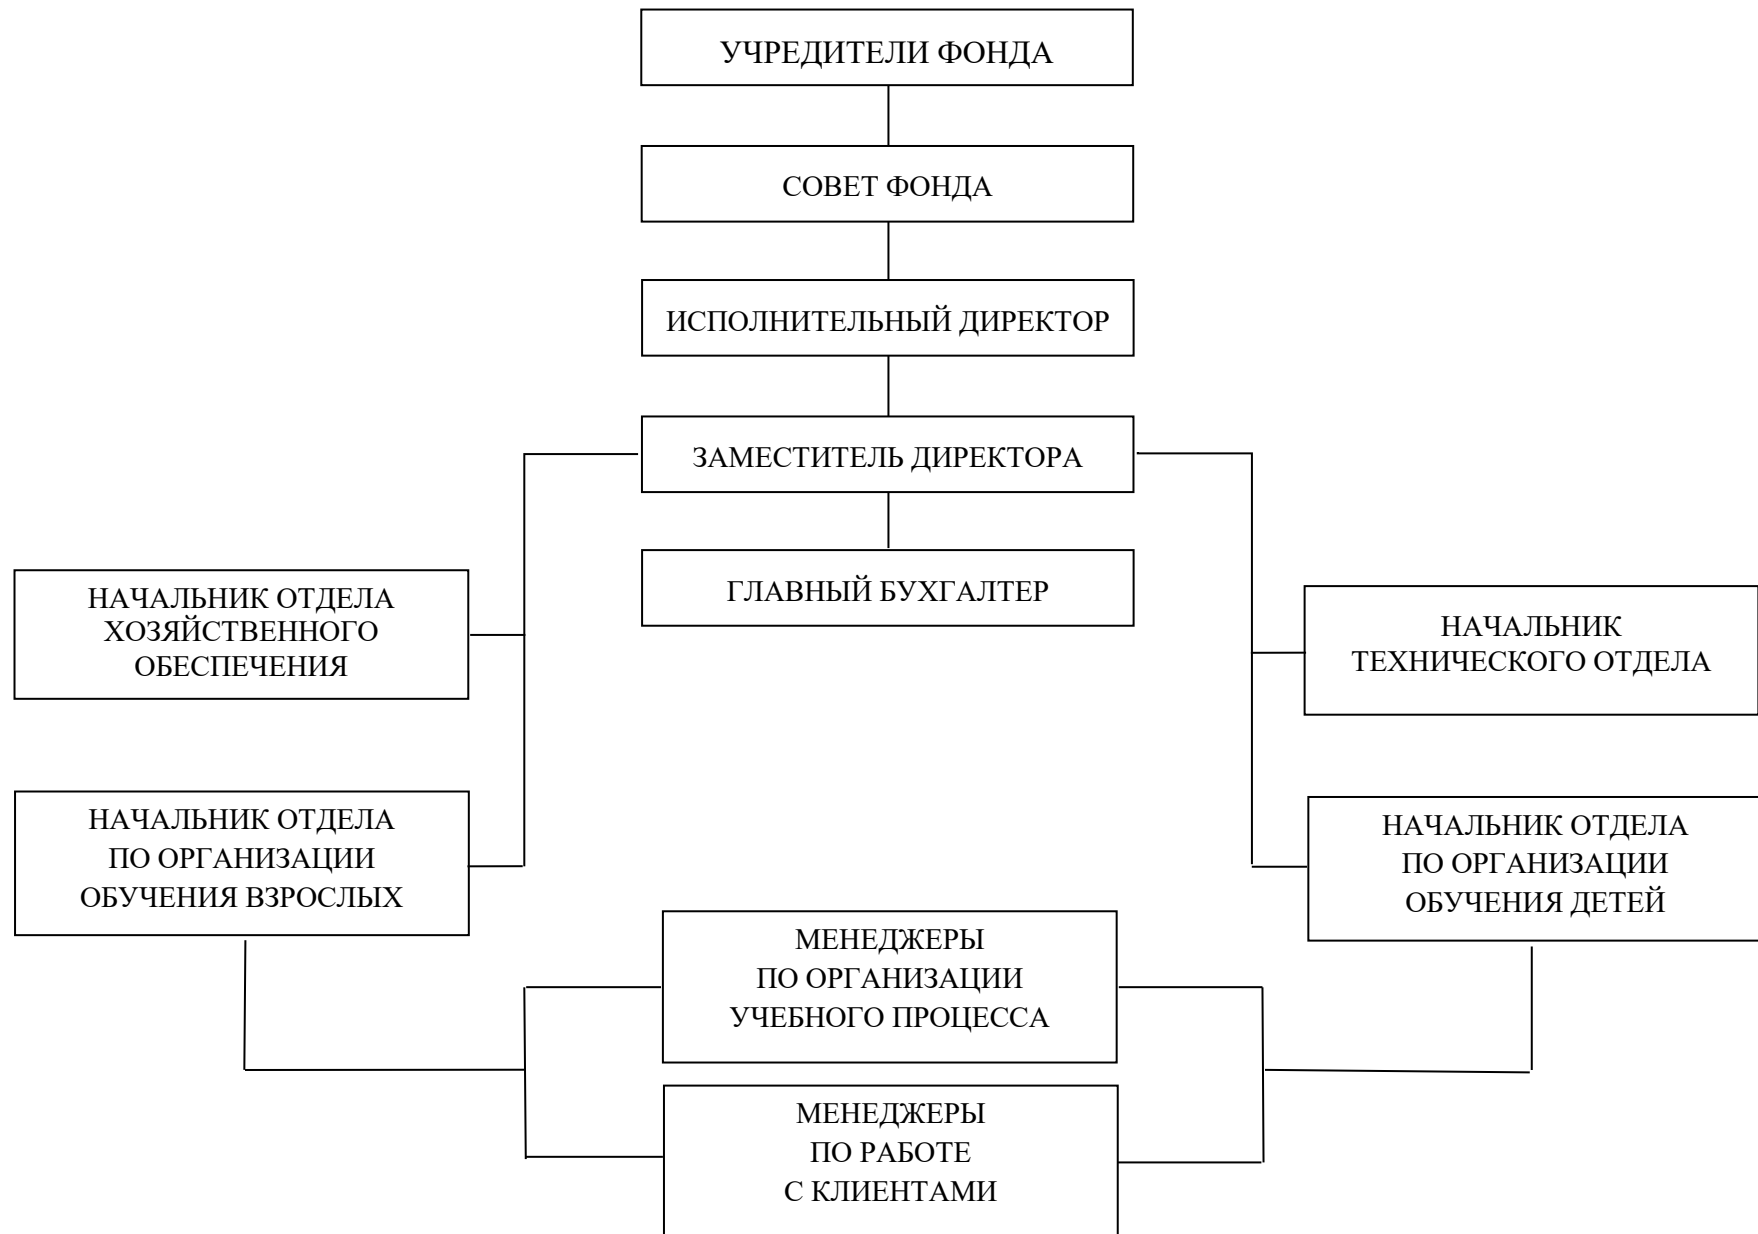 УЧРЕДИТЕЛИ ФОНДА
СОВЕТ ФОНДА
ИСПОЛНИТЕЛЬНЫЙ ДИРЕКТОР
ЗАМЕСТИТЕЛЬ ДИРЕКТОРА
ГЛАВНЫЙ БУХГАЛТЕР
НАЧАЛЬНИК ОТДЕЛА
ХОЗЯЙСТВЕННОГО
ОБЕСПЕЧЕНИЯ
НАЧАЛЬНИК
ТЕХНИЧЕСКОГО ОТДЕЛА
НАЧАЛЬНИК ОТДЕЛА
ПО ОРГАНИЗАЦИИ
ОБУЧЕНИЯ ВЗРОСЛЫХ
НАЧАЛЬНИК ОТДЕЛА
ПО ОРГАНИЗАЦИИ
ОБУЧЕНИЯ ДЕТЕЙ
МЕНЕДЖЕРЫ
ПО ОРГАНИЗАЦИИ
УЧЕБНОГО ПРОЦЕССА
МЕНЕДЖЕРЫ
ПО РАБОТЕ
С КЛИЕНТАМИ